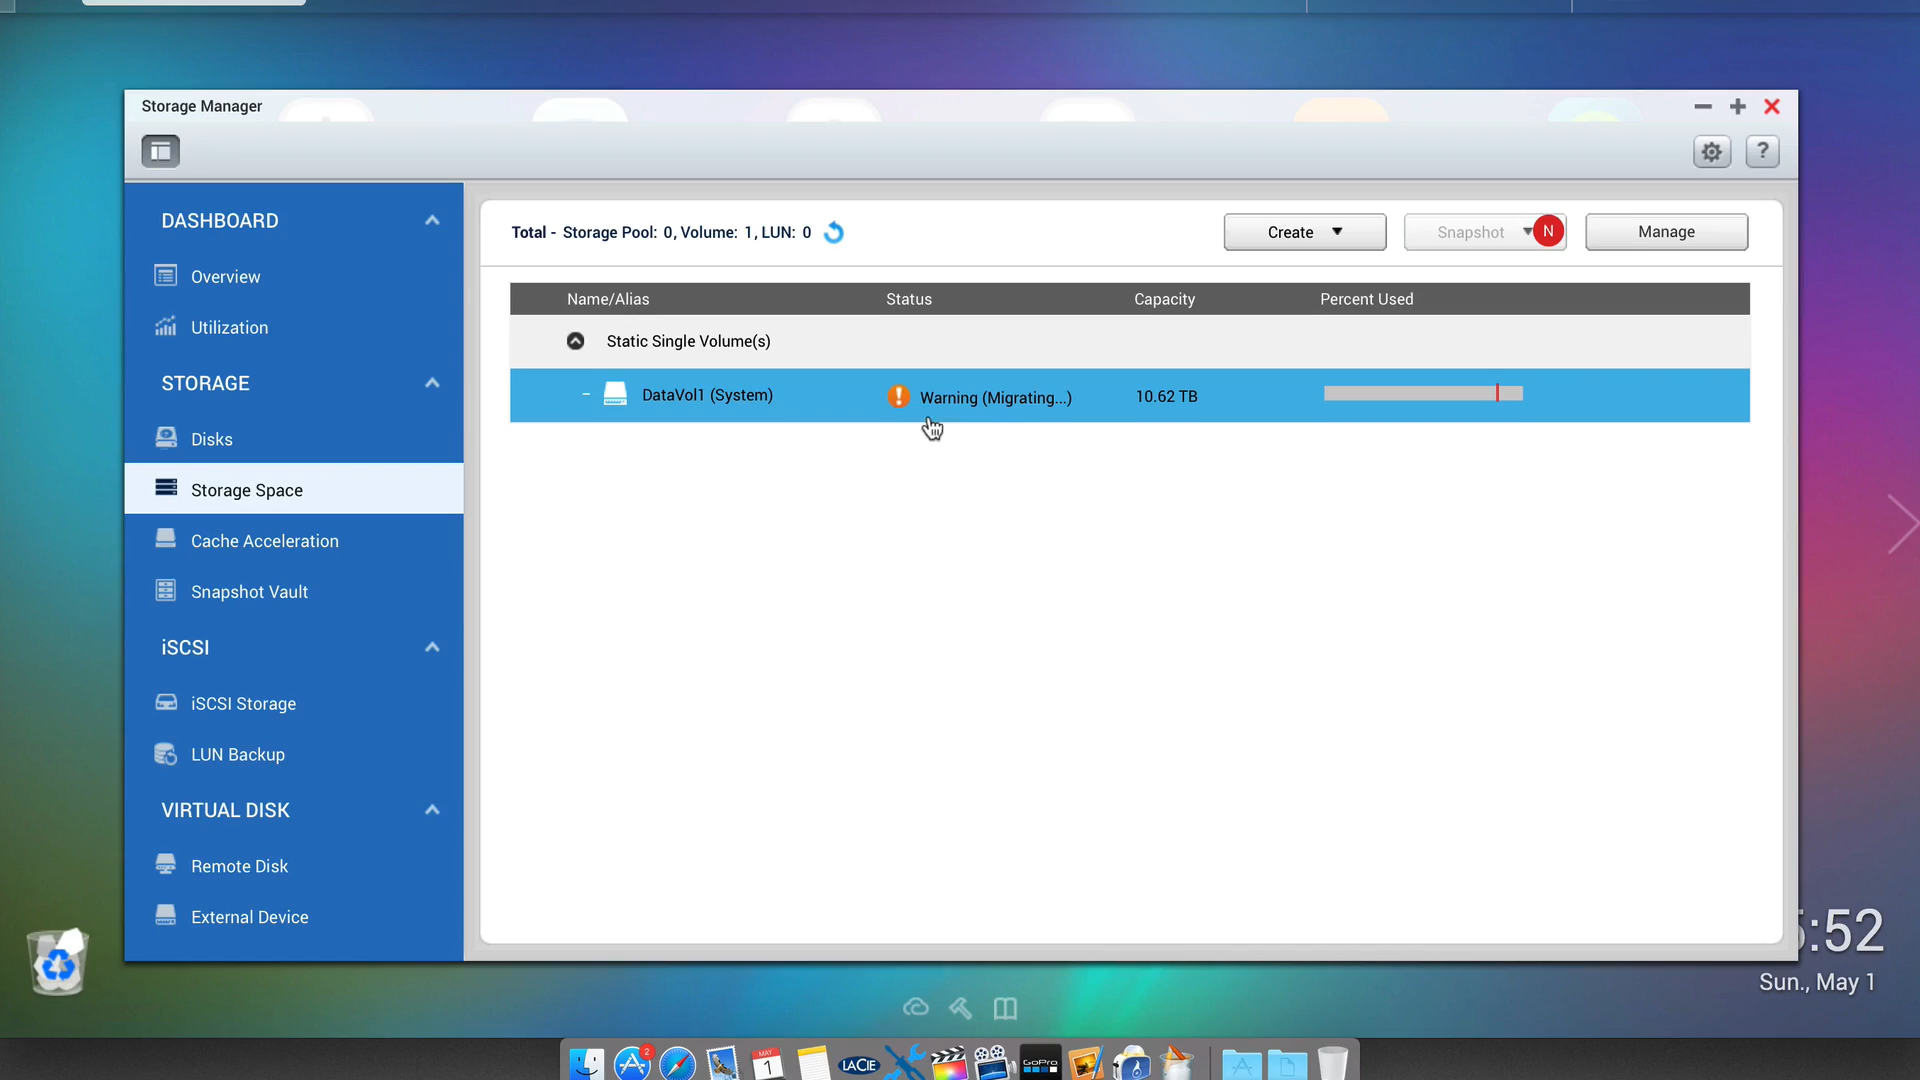 Storage Manager
?
DASHBOARD
Overview
Utilization
STORAGE
Disks
Storage Space
Cache Acceleration
Snapshot Vault
iSCSI
iSCSI Storage
LUN Backup
VIRTUAL DISK
Remote Disk
External Device
Total - Storage Pool: 0, Volume: 1, LUN: 0
Create
Snapshot N
Manage
Name/Alias Status Capacity Percent Used
Static Single Volume(s)
DataVol1 (System) Warning (Migrating...) 10.62 TB
:52
Sun., May 1
2
MAY
1
LACIE
GoPro